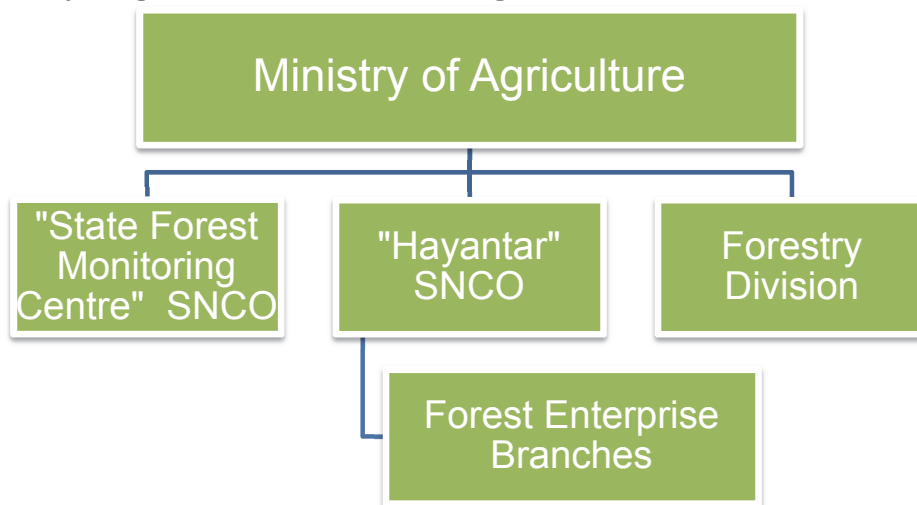 Ministry of Agriculture
"State Forest
Monitoring
Centre" SNCO
"Hayantar"
SNCO
Forestry
Division
Forest Enterprise
Branches